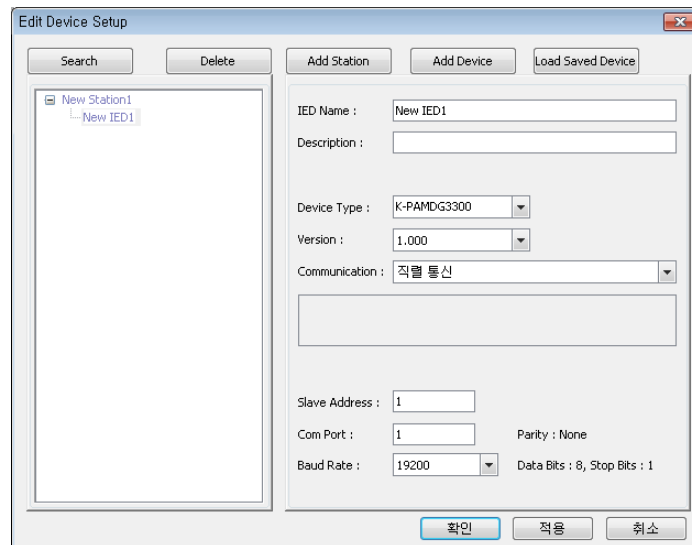 Edit Device Setup
Search
Delete
Add Station
Add Device
Load Saved Device
New Station1
New IED1
IED Name :
New IED1
Description :
Device Type :
K-PAMDG3300
Version :
1.000
Communication :
직렬 통신
Slave Address :
1
Com Port :
1
Parity : None
Baud Rate :
19200
Data Bits : 8, Stop Bits : 1
확인
적용
취소